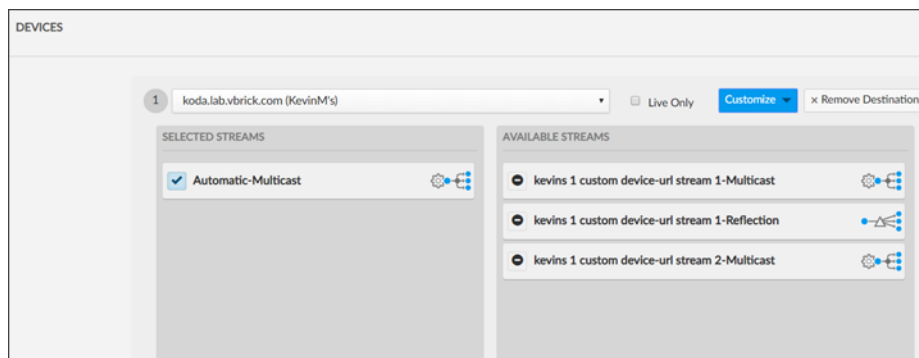 DEVICES
1
koda.lab.vbrick.com (KevinM's)
Live Only
Customize
× Remove Destination
SELECTED STREAMS
AVAILABLE STREAMS
Automatic-Multicast
kevins 1 custom device-url stream 1-Multicast
kevins 1 custom device-url stream 1-Reflection
kevins 1 custom device-url stream 2-Multicast